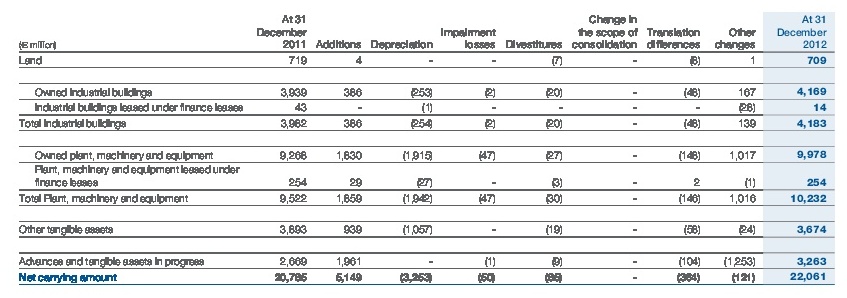 At 31 Change in At 31
December Impairment the scope of Translation Other December
(€ million) 2011 Additions Depreciation losses Divestitures consolidation differences changes 2012
Land 719 4 - - (7) - (8) 1 709
Owned industrial buildings 3,939 386 (253) (2) (20) - (48) 167 4,169
Industrial buildings leased under finance leases 43 - (1) - - - - (28) 14
Total Industrial buildings 3,982 386 (254) (2) (20) - (48) 139 4,183
Owned plant, machinery and equipment 9,268 1,830 (1,915) (47) (27) - (148) 1,017 9,978
Plant, machinery and equipment leased under
finance leases 254 29 (27) - (3) - 2 (1) 254
Total Plant, machinery and equipment 9,522 1,859 (1,942) (47) (30) - (146) 1,016 10,232
Other tangible assets 3,893 939 (1,057) - (19) - (58) (24) 3,674
Advances and tangible assets in progress 2,669 1,961 - (1) (9) - (104) (1,253) 3,263
Net carrying amount 20,785 5,149 (3,253) (50) (85) - (364) (121) 22,061